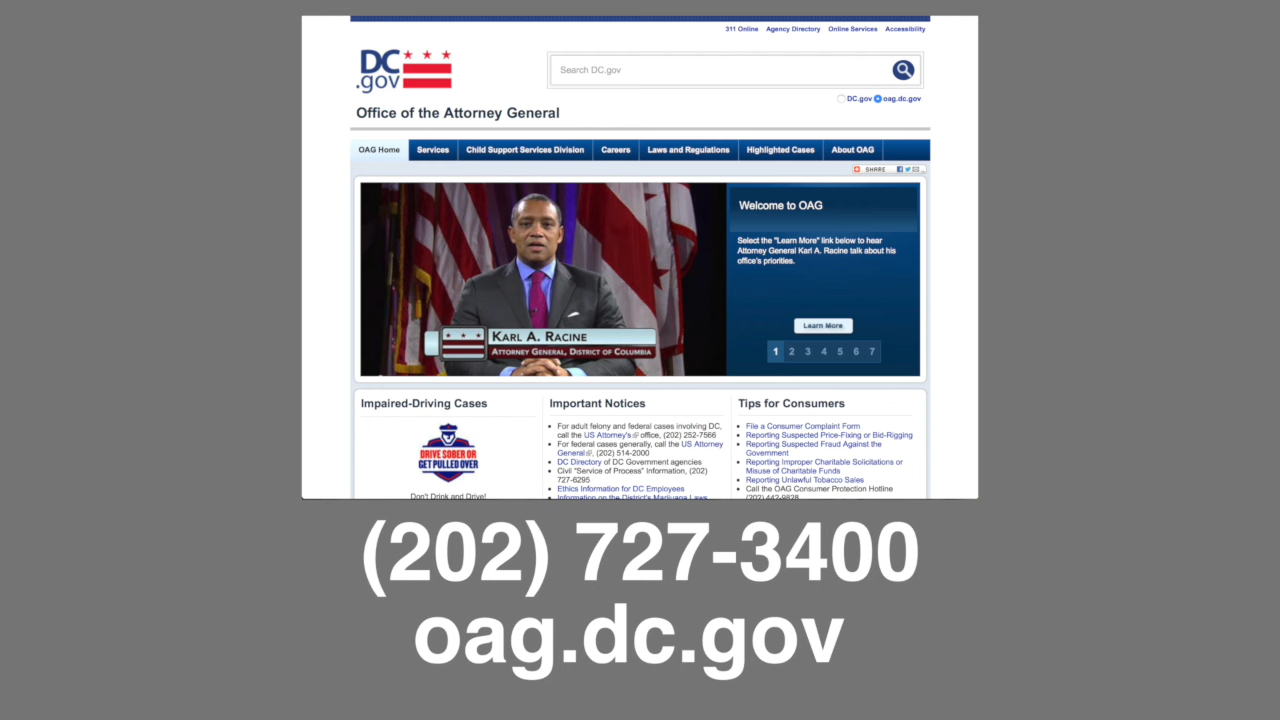 311 Online Agency Directory Online Services Accessibility
DC
.gov
Search DC.gov
DC.gov oag.dc.gov
Office of the Attorney General
OAG Home Services Child Support Services Division Careers Laws and Regulations Highlighted Cases About OAG
SHARE
Welcome to OAG
Select the "Learn More" link below to hear
Attorney General Karl A. Racine talk about his
office's priorities.
Learn More
1 2 3 4 5 6 7
KARL A. RACINE
ATTORNEY GENERAL, DISTRICT OF COLUMBIA
Impaired-Driving Cases
DRIVE SOBER OR
GET PULLED OVER
Don't Drink and Drive!
Important Notices
For adult felony and federal cases involving DC,
call the US Attorney's office, (202) 252-7566
For federal cases generally, call the US Attorney
General, (202) 514-2000
DC Directory of DC Government agencies
Civil "Service of Process" Information, (202)
727-6295
Ethics Information for DC Employees
Information on the District's Marijuana Laws
Tips for Consumers
File a Consumer Complaint Form
Reporting Suspected Price-Fixing or Bid-Rigging
Reporting Suspected Fraud Against the
Government
Reporting Improper Charitable Solicitations or
Misuse of Charitable Funds
Reporting Unlawful Tobacco Sales
Call the OAG Consumer Protection Hotline
(202) 442-9828
(202) 727-3400
oag.dc.gov